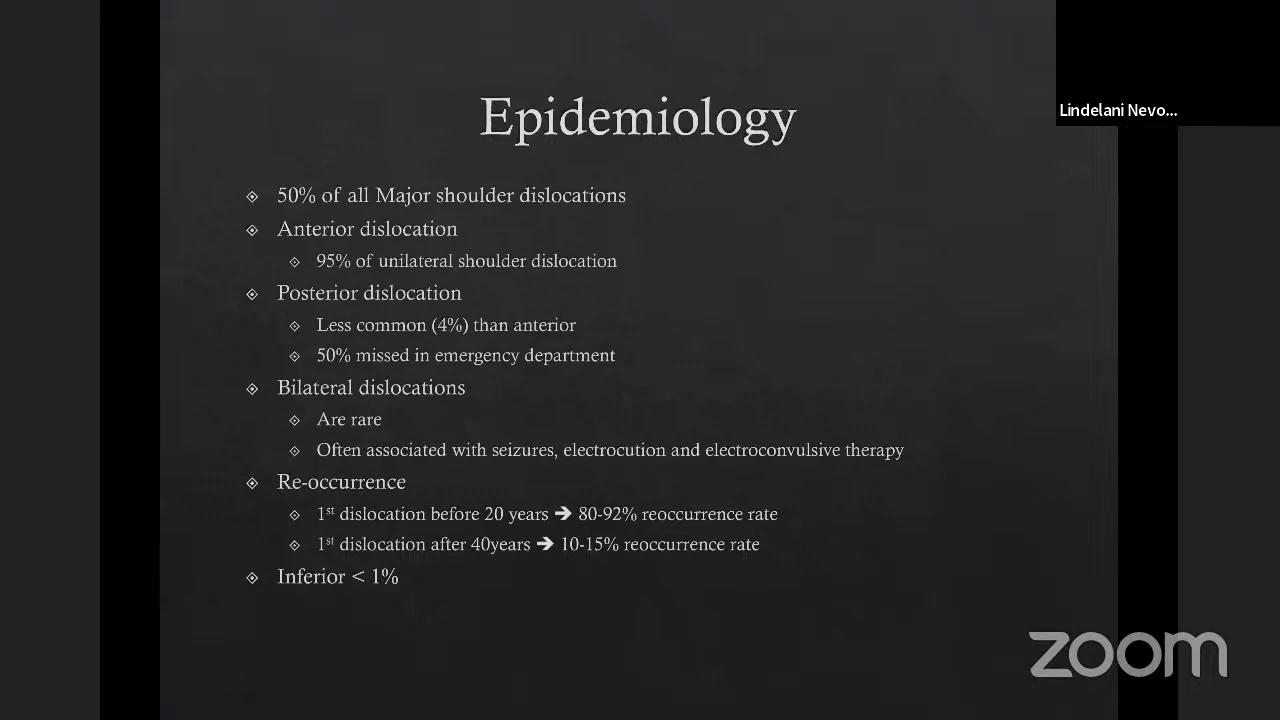 Epidemiology
Lindelani Nevo...
50% of all Major shoulder dislocations
Anterior dislocation
95% of unilateral shoulder dislocation
Posterior dislocation
Less common (4%) than anterior
50% missed in emergency department
Bilateral dislocations
Are rare
Often associated with seizures, electrocution and electroconvulsive therapy
Re-occurrence
1st dislocation before 20 years ➔ 80-92% reoccurrence rate
1st dislocation after 40years ➔ 10-15% reoccurrence rate
Inferior < 1%
zoom